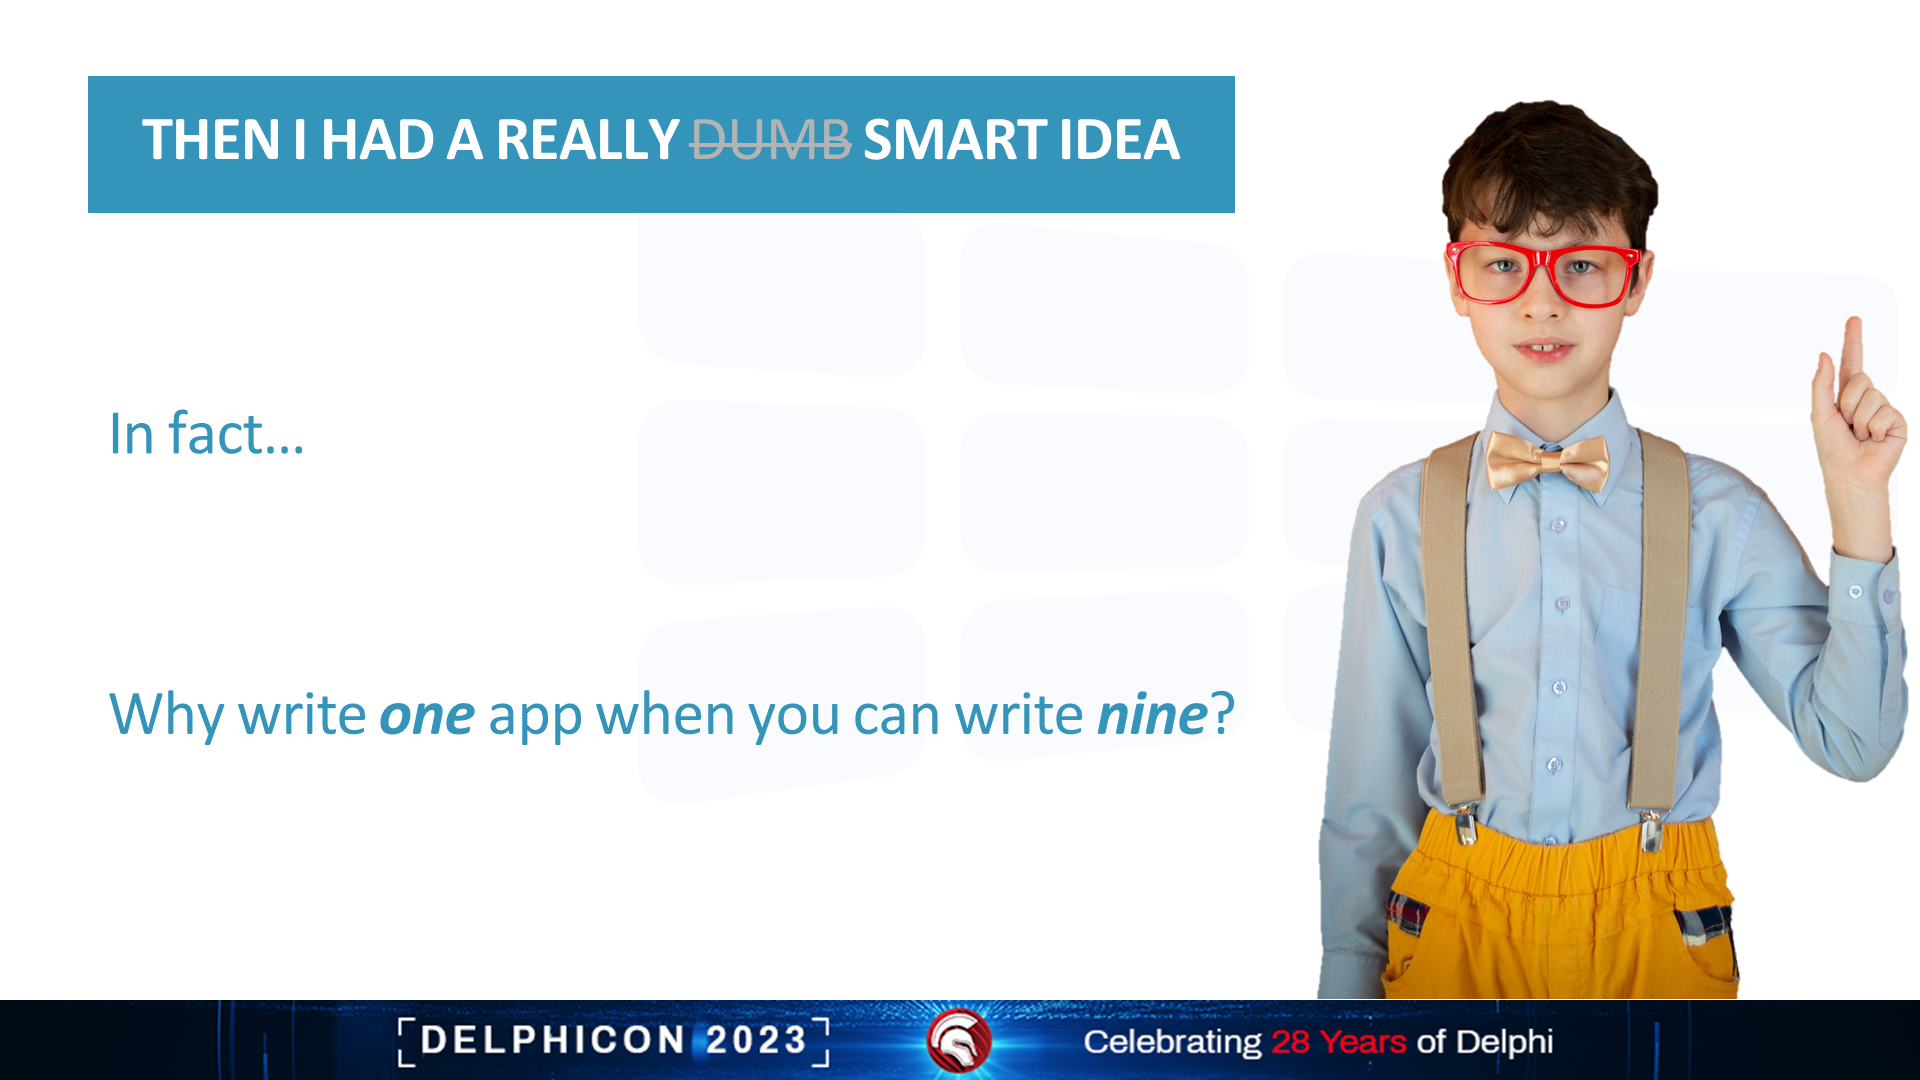 THEN I HAD A REALLY DUMB SMART IDEA
In fact...
Why write one app when you can write nine?
DELPHICON 2023
Celebrating 28 Years of Delphi